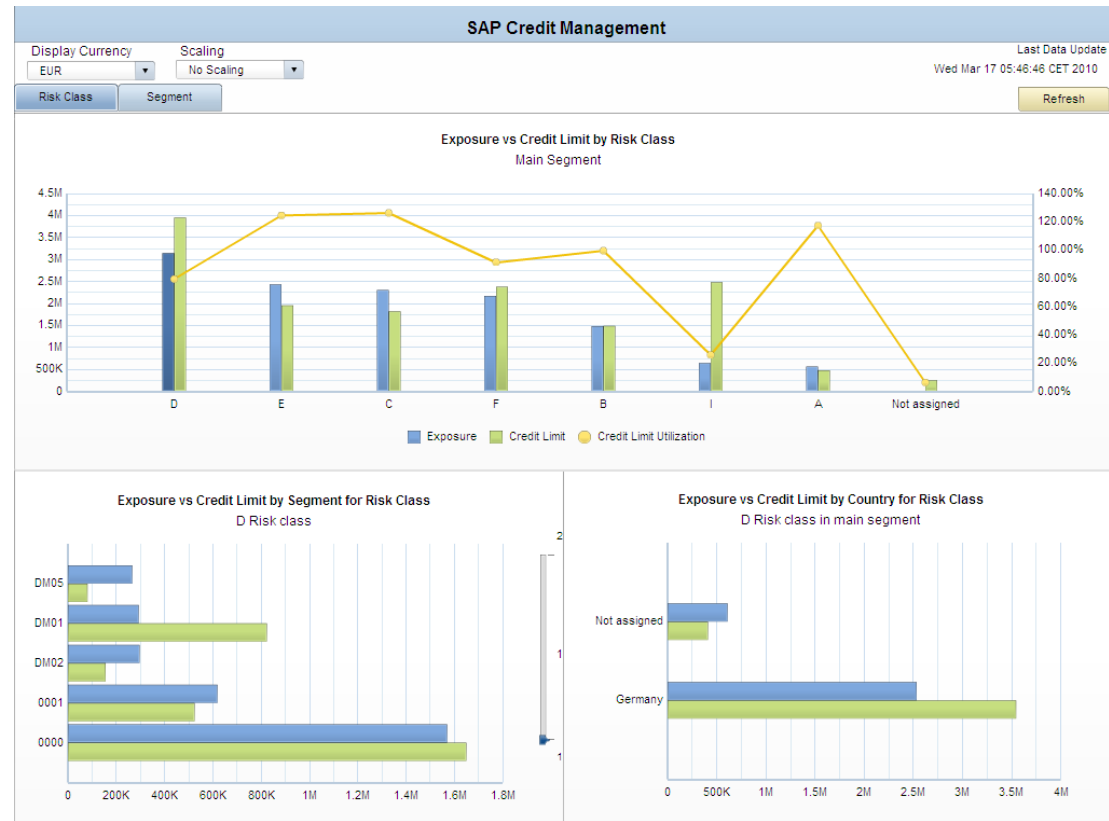 SAP Credit Management
Display Currency Scaling Last Data Update
EUR No Scaling Wed Mar 17 05:46:46 CET 2010
Risk Class Segment Refresh
Exposure vs Credit Limit by Risk Class
Main Segment
4.5M 140.00%
4M 120.00%
3.5M 100.00%
3M 80.00%
2.5M 60.00%
2M 40.00%
1.5M 20.00%
1M 0.00%
500K
0
D E C F B I A Not assigned
Exposure Credit Limit Credit Limit Utilization
Exposure vs Credit Limit by Segment for Risk Class
D Risk class
2
DM05
DM01
1
DM02
0001
0000
1
0 200K 400K 600K 800K 1M 1.2M 1.4M 1.6M 1.8M
Exposure vs Credit Limit by Country for Risk Class
D Risk class in main segment
Not assigned
Germany
0 500K 1M 1.5M 2M 2.5M 3M 3.5M 4M